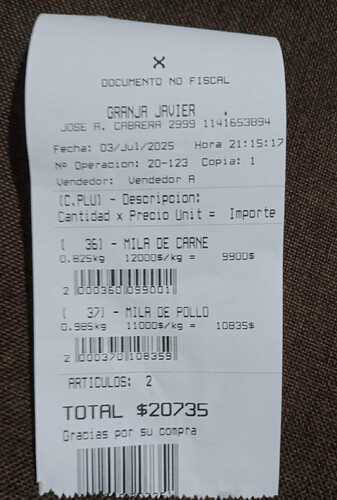 X
DOCUMENTO NO FISCAL
GRANJA JAVIER
JOSE A. CABRERA 2999 1141653894
Fecha: 03/Jul/2025 Hora 21:15:17
Nº Operacion: 20-123 Copia: 1
Vendedor: Vendedor A
[C.PLU] - Descripcion:
Cantidad x Precio Unit = Importe
[ 36] - MILA DE CARNE
0.825kg 12000$/kg = 9900$
2 000360 099001
[ 37] - MILA DE POLLO
0.985kg 11000$/kg = 10835$
2 000370 108359
ARTICULOS: 2
TOTAL $20735
Gracias por su compra